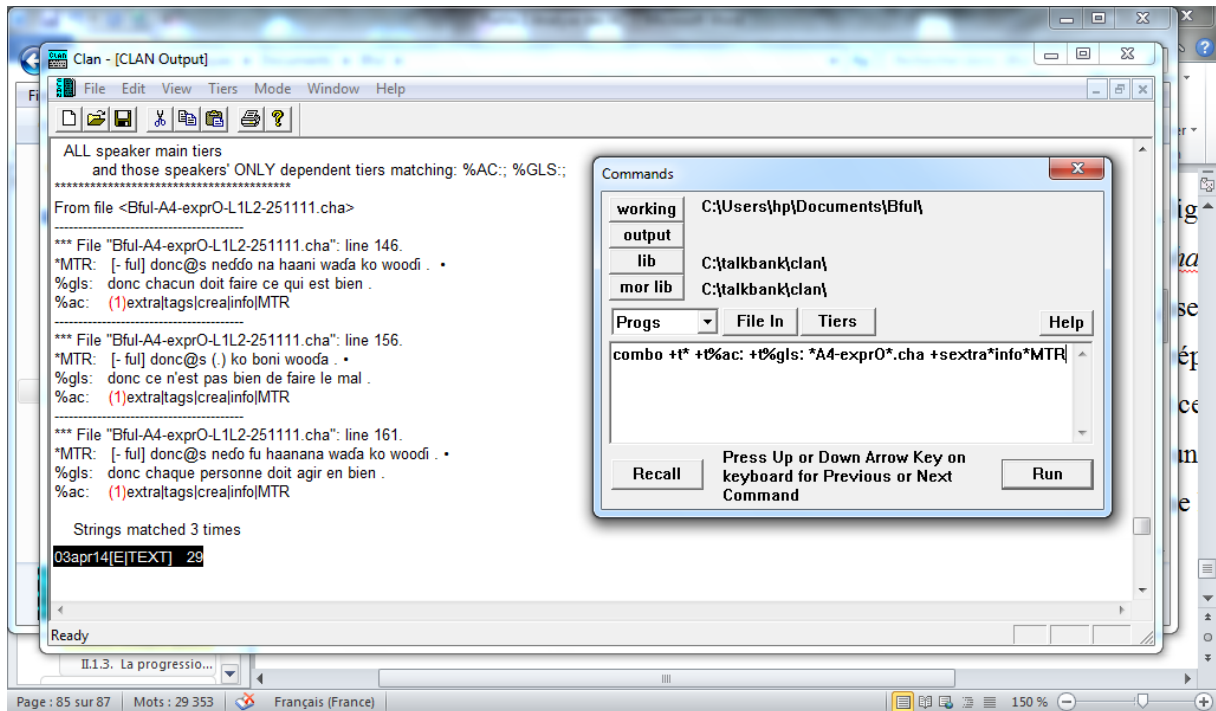 Clan - [CLAN Output]
File Edit View Tiers Mode Window Help
ALL speaker main tiers
and those speakers' ONLY dependent tiers matching: %AC:; %GLS:;
****************************************
From file <Bful-A4-exprO-L1L2-251111.cha>
----------------------------------------
*** File "Bful-A4-exprO-L1L2-251111.cha": line 146.
*MTR: [- ful] donc@s neɗɗo na haani waɗa ko wooɗi . •
%gls: donc chacun doit faire ce qui est bien .
%ac: (1)extra|tags|crea|info|MTR
----------------------------------------
*** File "Bful-A4-exprO-L1L2-251111.cha": line 156.
*MTR: [- ful] donc@s (.) ko boni wooɗa . •
%gls: donc ce n'est pas bien de faire le mal .
%ac: (1)extra|tags|crea|info|MTR
----------------------------------------
*** File "Bful-A4-exprO-L1L2-251111.cha": line 161.
*MTR: [- ful] donc@s neɗo fu haanana waɗa ko wooɗi . •
%gls: donc chaque personne doit agir en bien .
%ac: (1)extra|tags|crea|info|MTR
Strings matched 3 times
03apr14[E|TEXT] 29
Ready
Commands
working C:\Users\hp\Documents\Bful\
output
lib C:\talkbank\clan\
mor lib C:\talkbank\clan\
Progs File In Tiers Help
combo +t* +t%ac: +t%gls: *A4-exprO*.cha +sextra*info*MTR
Recall Press Up or Down Arrow Key on keyboard for Previous or Next Command Run
II.1.3. La progressio...
Page : 85 sur 87 Mots : 29 353 Français (France) 150 %